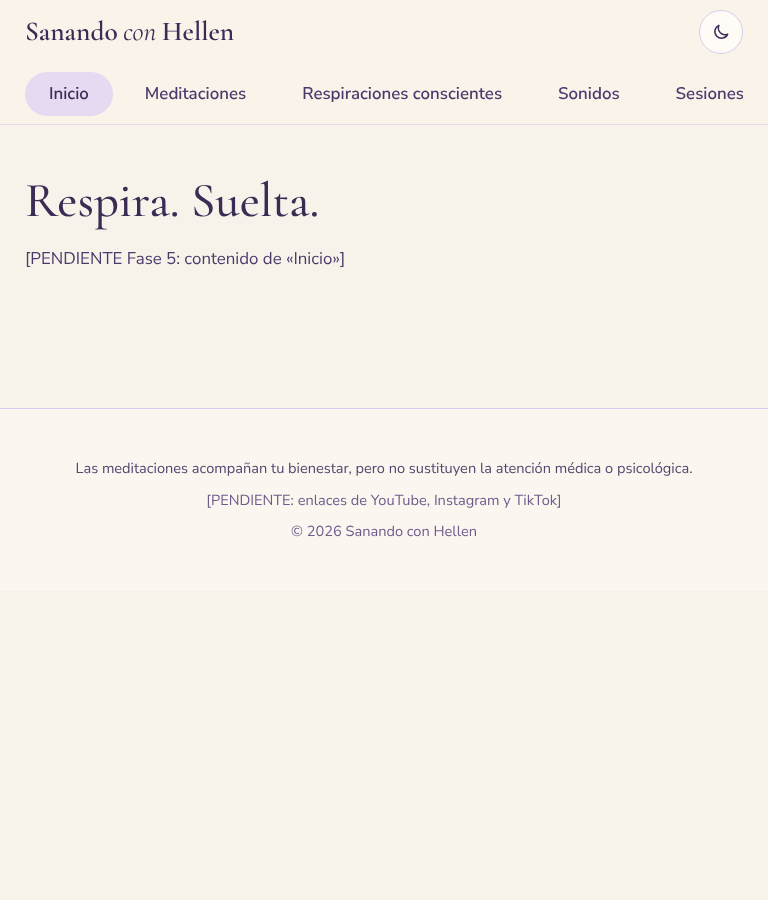 Sanando con Hellen
Inicio Meditaciones Respiraciones conscientes Sonidos Sesiones
Respira. Suelta.
[PENDIENTE Fase 5: contenido de «Inicio»]
Las meditaciones acompañan tu bienestar, pero no sustituyen la atención médica o psicológica.
[PENDIENTE: enlaces de YouTube, Instagram y TikTok]
© 2026 Sanando con Hellen